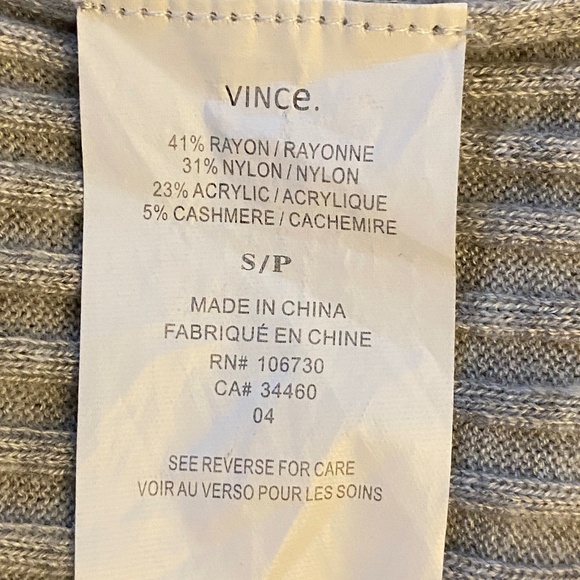 VINCe.
41% RAYON / RAYONNE
31% NYLON / NYLON
23% ACRYLIC / ACRYLIQUE
5% CASHMERE / CACHEMIRE
S/P
MADE IN CHINA
FABRIQUÉ EN CHINE
RN# 106730
CA# 34460
04
SEE REVERSE FOR CARE
VOIR AU VERSO POUR LES SOINS